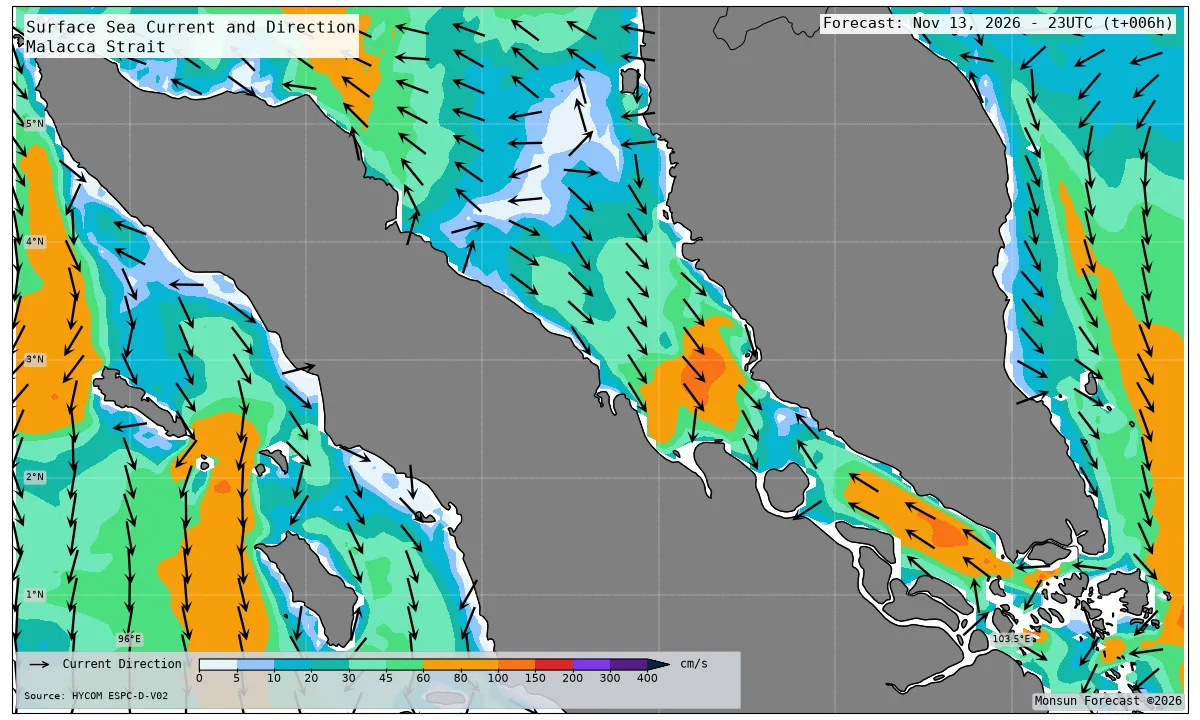 Surface Sea Current and Direction
Malacca Strait
Forecast: Nov 13, 2026 - 23UTC (t+006h)
5°N
4°N
3°N
2°N
1°N
96°E
103.5°E
Current Direction
0 5 10 20 30 45 60 80 100 150 200 300 400 cm/s
Source: HYCOM ESPC-D-V02
Monsun Forecast ©2026